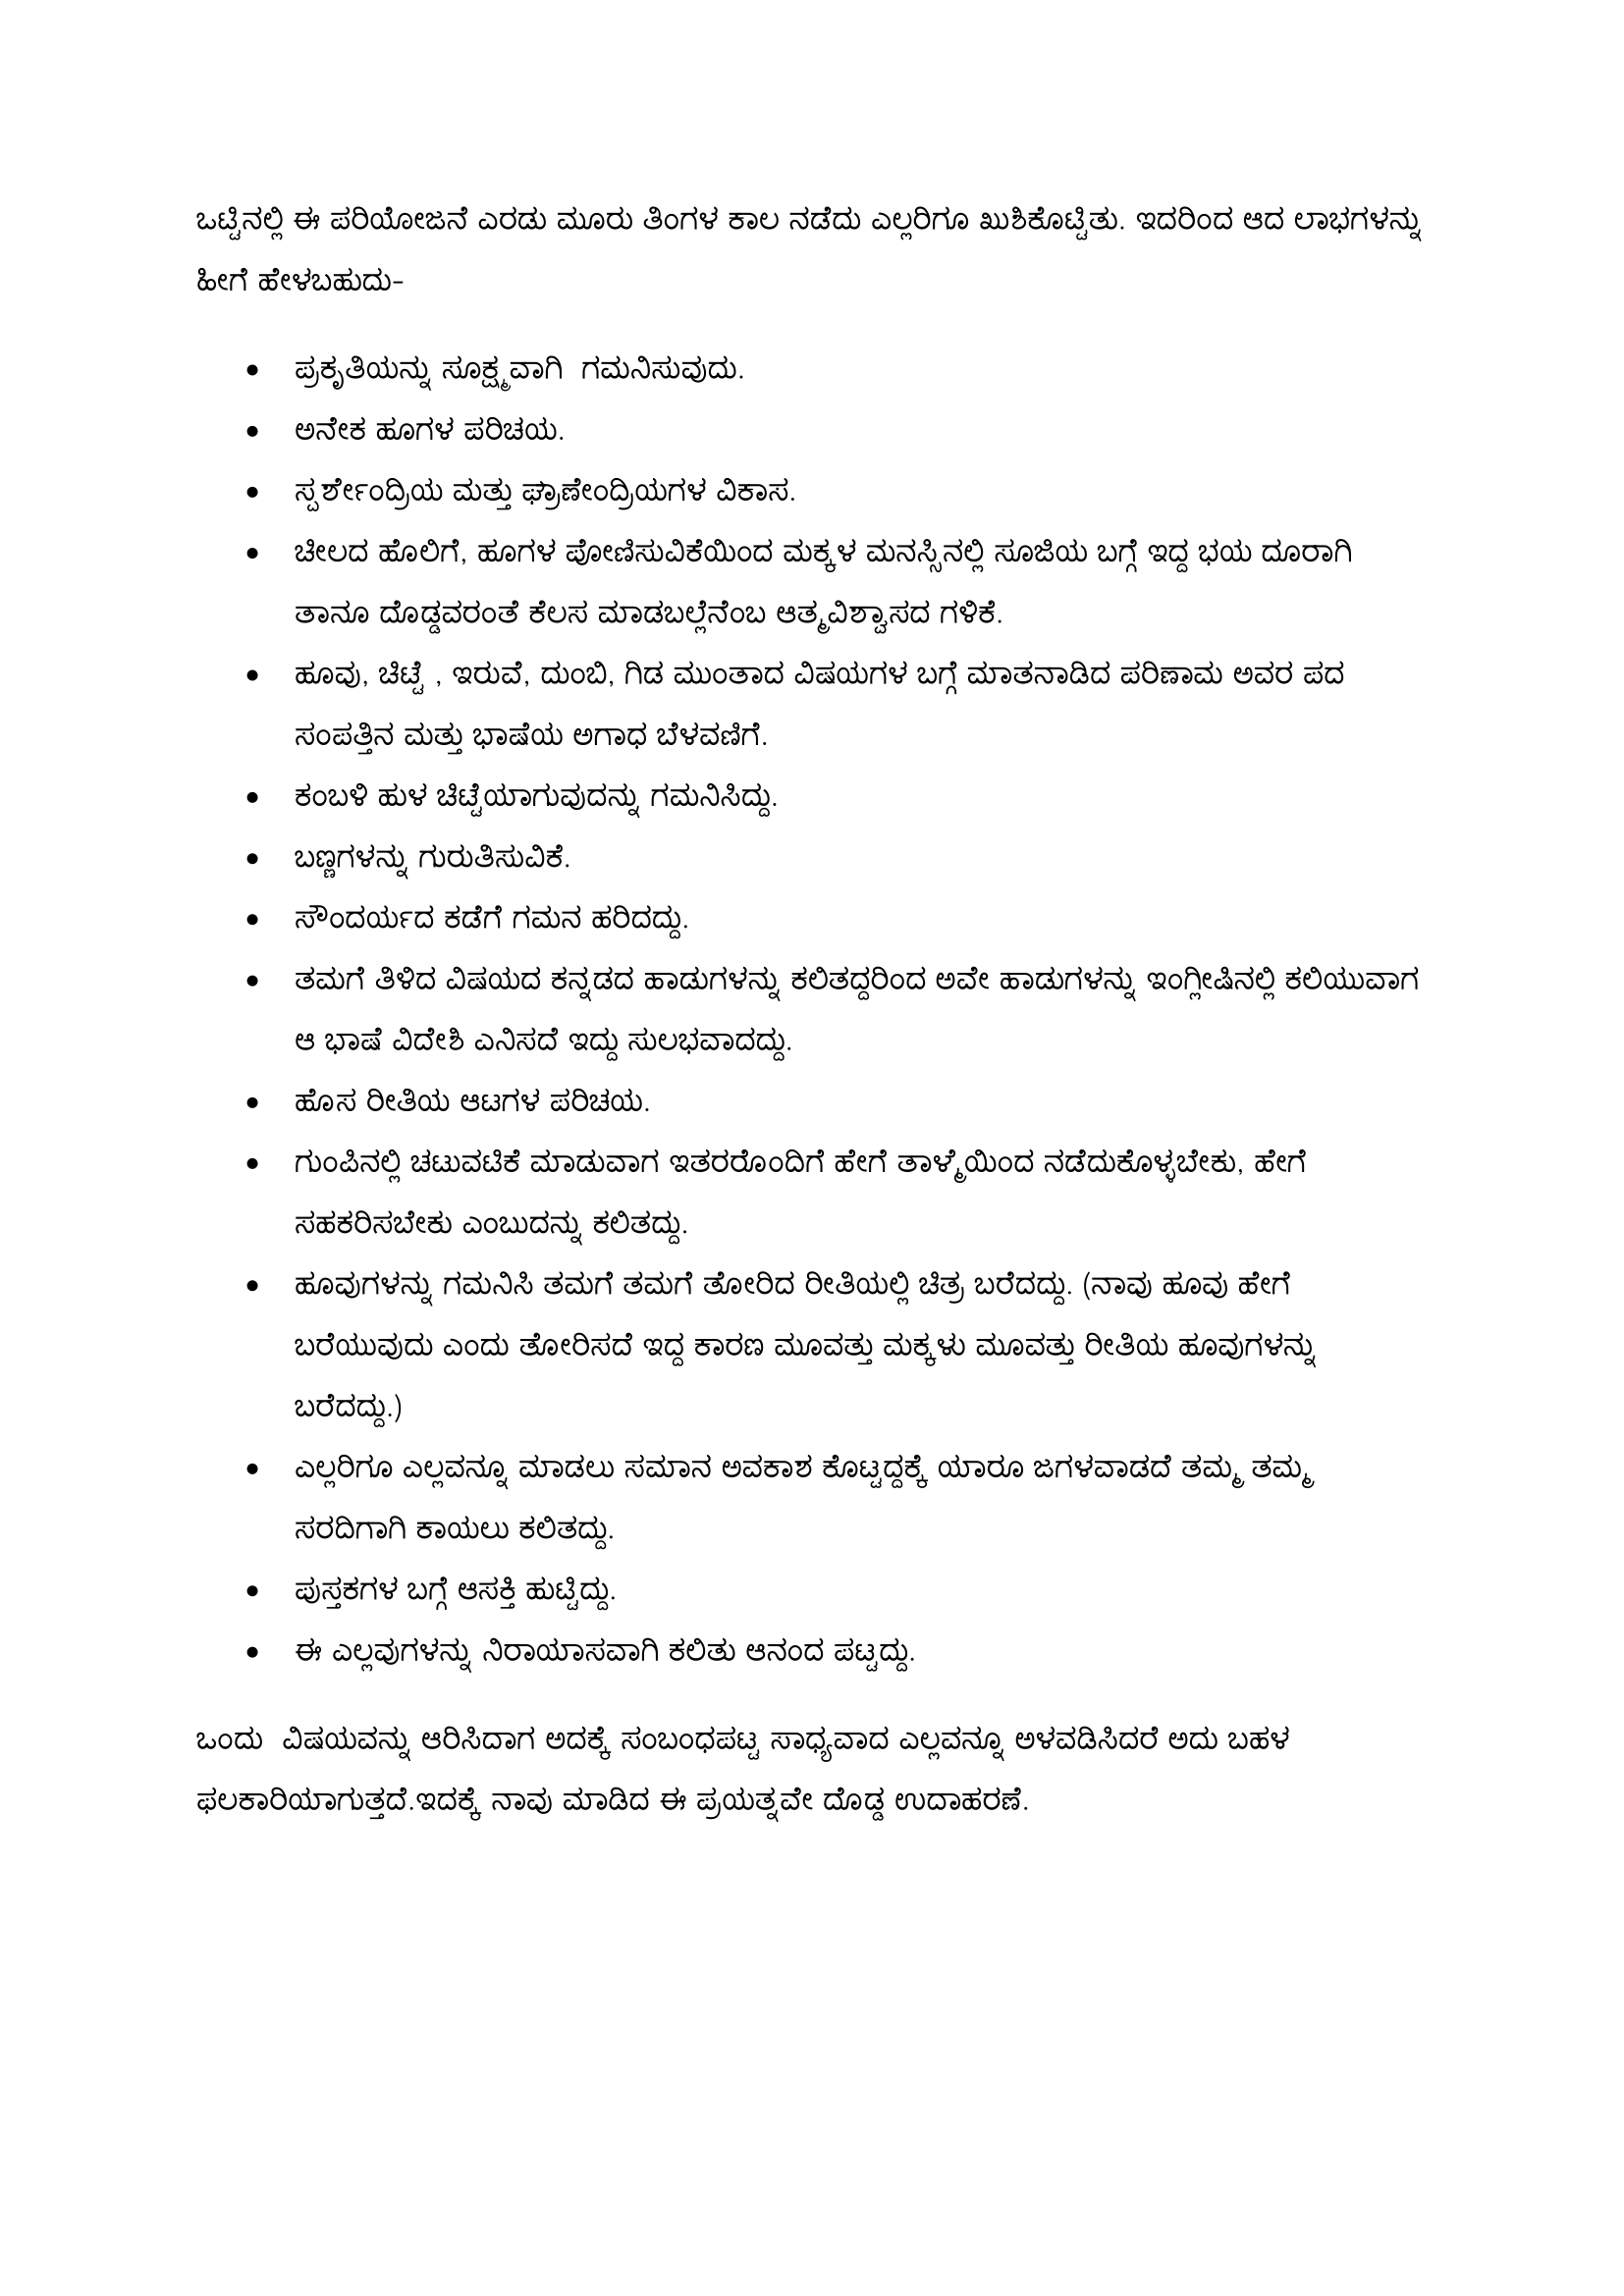 ಒಟ್ಟಿನಲ್ಲಿ ಈ ಪರಿಯೋಜನೆ ಎರಡು ಮೂರು ತಿಂಗಳ ಕಾಲ ನಡೆದು ಎಲ್ಲರಿಗೂ ಖುಶಿಕೊಟ್ಟಿತು. ಇದರಿಂದ ಆದ ಲಾಭಗಳನ್ನು
ಹೀಗೆ ಹೇಳಬಹುದು-
• ಪ್ರಕೃತಿಯನ್ನು ಸೂಕ್ಷ್ಮವಾಗಿ  ಗಮನಿಸುವುದು.
• ಅನೇಕ ಹೂಗಳ ಪರಿಚಯ.
• ಸ್ಪರ್ಶೇಂದ್ರಿಯ ಮತ್ತು ಘ್ರಾಣೇಂದ್ರಿಯಗಳ ವಿಕಾಸ.
• ಚೀಲದ ಹೊಲಿಗೆ, ಹೂಗಳ ಪೋಣಿಸುವಿಕೆಯಿಂದ ಮಕ್ಕಳ ಮನಸ್ಸಿನಲ್ಲಿ ಸೂಜಿಯ ಬಗ್ಗೆ ಇದ್ದ ಭಯ ದೂರಾಗಿ
ತಾನೂ ದೊಡ್ಡವರಂತೆ ಕೆಲಸ ಮಾಡಬಲ್ಲೆನೆಂಬ ಆತ್ಮವಿಶ್ವಾಸದ ಗಳಿಕೆ.
• ಹೂವು, ಚಿಟ್ಟೆ , ಇರುವೆ, ದುಂಬಿ, ಗಿಡ ಮುಂತಾದ ವಿಷಯಗಳ ಬಗ್ಗೆ ಮಾತನಾಡಿದ ಪರಿಣಾಮ ಅವರ ಪದ
ಸಂಪತ್ತಿನ ಮತ್ತು ಭಾಷೆಯ ಅಗಾಧ ಬೆಳವಣಿಗೆ.
• ಕಂಬಳಿ ಹುಳ ಚಿಟ್ಟೆಯಾಗುವುದನ್ನು ಗಮನಿಸಿದ್ದು.
• ಬಣ್ಣಗಳನ್ನು ಗುರುತಿಸುವಿಕೆ.
• ಸೌಂದರ್ಯದ ಕಡೆಗೆ ಗಮನ ಹರಿದದ್ದು.
• ತಮಗೆ ತಿಳಿದ ವಿಷಯದ ಕನ್ನಡದ ಹಾಡುಗಳನ್ನು ಕಲಿತದ್ದರಿಂದ ಅವೇ ಹಾಡುಗಳನ್ನು ಇಂಗ್ಲೀಷಿನಲ್ಲಿ ಕಲಿಯುವಾಗ
ಆ ಭಾಷೆ ವಿದೇಶಿ ಎನಿಸದೆ ಇದ್ದು ಸುಲಭವಾದದ್ದು.
• ಹೊಸ ರೀತಿಯ ಆಟಗಳ ಪರಿಚಯ.
• ಗುಂಪಿನಲ್ಲಿ ಚಟುವಟಿಕೆ ಮಾಡುವಾಗ ಇತರರೊಂದಿಗೆ ಹೇಗೆ ತಾಳ್ಮೆಯಿಂದ ನಡೆದುಕೊಳ್ಳಬೇಕು, ಹೇಗೆ
ಸಹಕರಿಸಬೇಕು ಎಂಬುದನ್ನು ಕಲಿತದ್ದು.
• ಹೂವುಗಳನ್ನು ಗಮನಿಸಿ ತಮಗೆ ತಮಗೆ ತೋರಿದ ರೀತಿಯಲ್ಲಿ ಚಿತ್ರ ಬರೆದದ್ದು. (ನಾವು ಹೂವು ಹೇಗೆ
ಬರೆಯುವುದು ಎಂದು ತೋರಿಸದೆ ಇದ್ದ ಕಾರಣ ಮೂವತ್ತು ಮಕ್ಕಳು ಮೂವತ್ತು ರೀತಿಯ ಹೂವುಗಳನ್ನು
ಬರೆದದ್ದು.)
• ಎಲ್ಲರಿಗೂ ಎಲ್ಲವನ್ನೂ ಮಾಡಲು ಸಮಾನ ಅವಕಾಶ ಕೊಟ್ಟದ್ದಕ್ಕೆ ಯಾರೂ ಜಗಳವಾಡದೆ ತಮ್ಮ ತಮ್ಮ
ಸರದಿಗಾಗಿ ಕಾಯಲು ಕಲಿತದ್ದು.
• ಪುಸ್ತಕಗಳ ಬಗ್ಗೆ ಆಸಕ್ತಿ ಹುಟ್ಟಿದ್ದು.
• ಈ ಎಲ್ಲವುಗಳನ್ನು ನಿರಾಯಾಸವಾಗಿ ಕಲಿತು ಆನಂದ ಪಟ್ಟದ್ದು.
ಒಂದು  ವಿಷಯವನ್ನು ಆರಿಸಿದಾಗ ಅದಕ್ಕೆ ಸಂಬಂಧಪಟ್ಟ ಸಾಧ್ಯವಾದ ಎಲ್ಲವನ್ನೂ ಅಳವಡಿಸಿದರೆ ಅದು ಬಹಳ
ಫಲಕಾರಿಯಾಗುತ್ತದೆ.ಇದಕ್ಕೆ ನಾವು ಮಾಡಿದ ಈ ಪ್ರಯತ್ನವೇ ದೊಡ್ಡ ಉದಾಹರಣೆ.